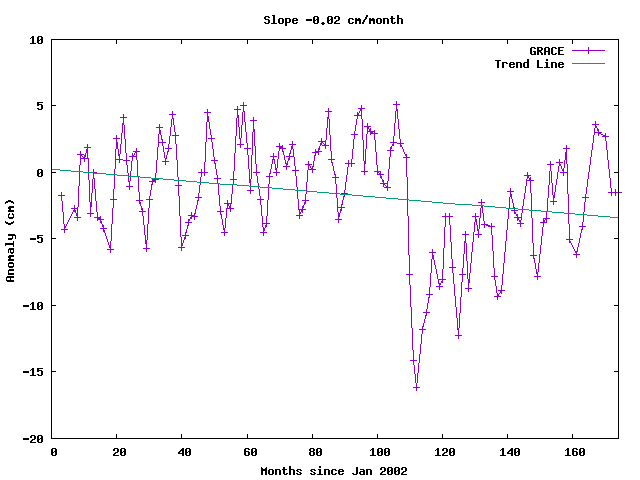 Slope -0.02 cm/month
GRACE
Trend Line
10
5
0
-5
-10
-15
-20
Anomaly (cm)
0 20 40 60 80 100 120 140 160
Months since Jan 2002